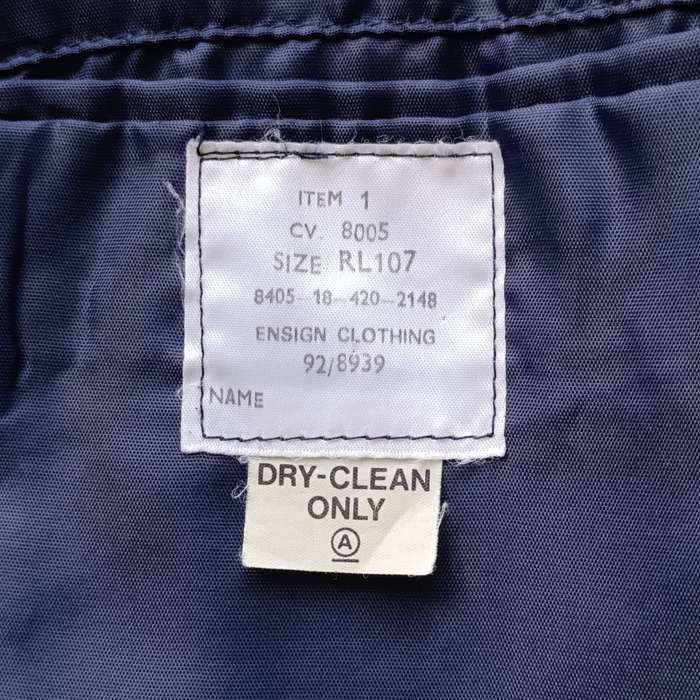 ITEM 1
CV. 8005
SIZE RL107
8405-18-420-2148
ENSIGN CLOTHING
92/8939
NAME
DRY-CLEAN
ONLY
A